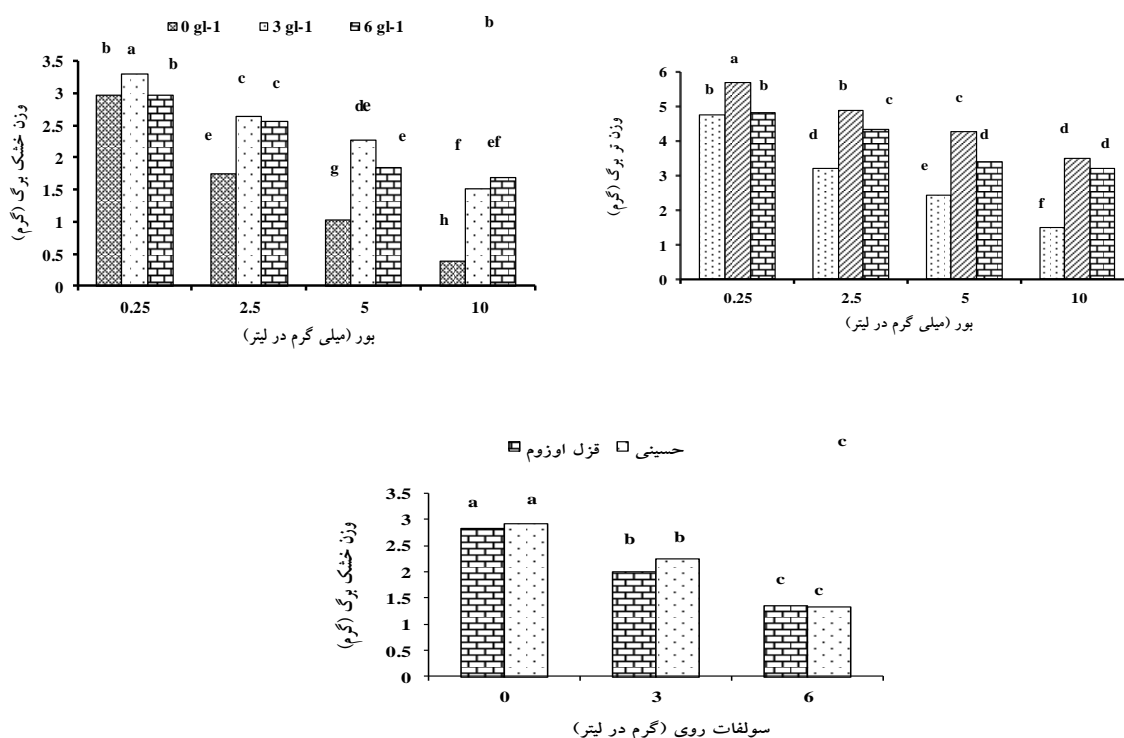 0 gl-1 3 gl-1 6 gl-1 b
b a b c c e de g e f ef h
وزن خشک برگ (گرم)
3.5
3
2.5
2
1.5
1
0.5
0
0.25 2.5 5 10
بور (میلی گرم در لیتر)
a b b b c d c d e d d f
وزن تر برگ (گرم)
6
5
4
3
2
1
0
0.25 2.5 5 10
بور (میلی گرم در لیتر)
c
قزل اوزوم حسینی
a a b b c c
وزن خشک برگ (گرم)
3.5
3
2.5
2
1.5
1
0.5
0
0 3 6
سولفات روی (گرم در لیتر)